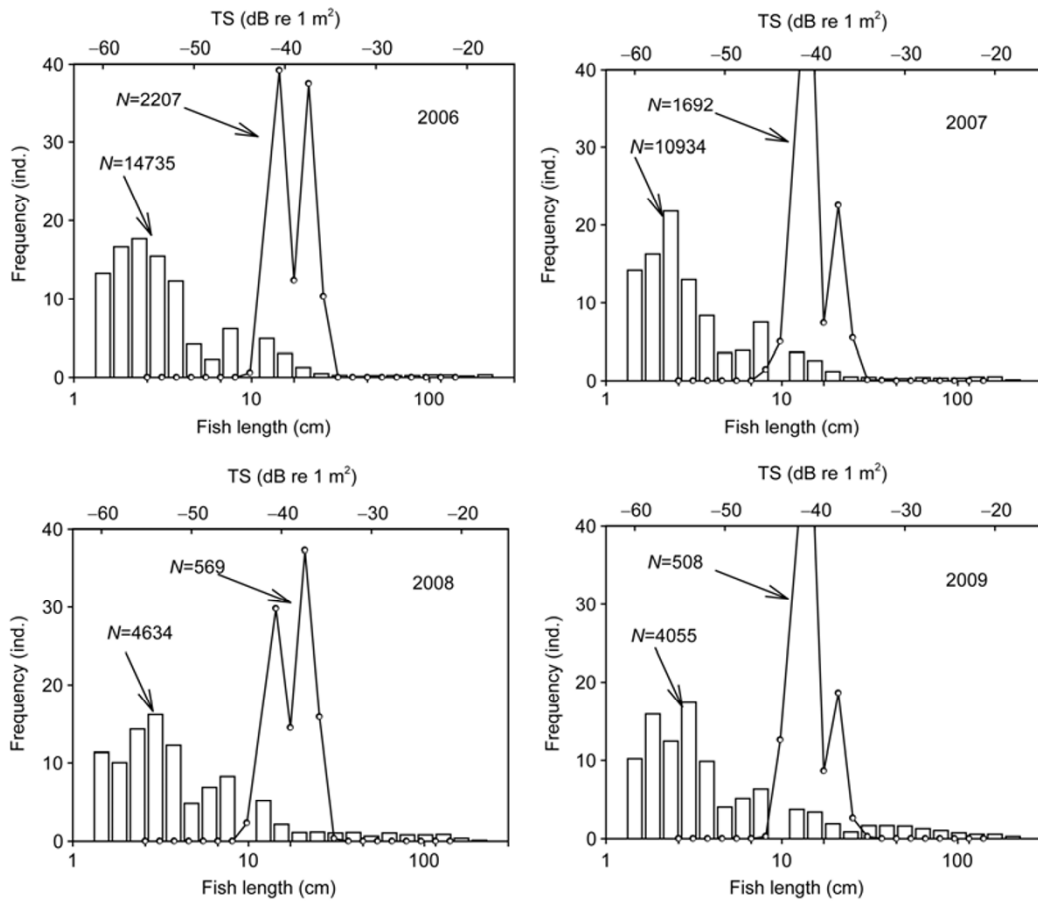 TS (dB re 1 m²)
−60 −50 −40 −30 −20
40
30
20
10
0
Frequency (ind.)
N=2207
2006
N=14735
1 10 100
Fish length (cm)
TS (dB re 1 m²)
−60 −50 −40 −30 −20
40
30
20
10
0
Frequency (ind.)
N=1692
2007
N=10934
1 10 100
Fish length (cm)
TS (dB re 1 m²)
−60 −50 −40 −30 −20
40
30
20
10
0
Frequency (ind.)
N=569
2008
N=4634
1 10 100
Fish length (cm)
TS (dB re 1 m²)
−60 −50 −40 −30 −20
40
30
20
10
0
Frequency (ind.)
N=508
2009
N=4055
1 10 100
Fish length (cm)